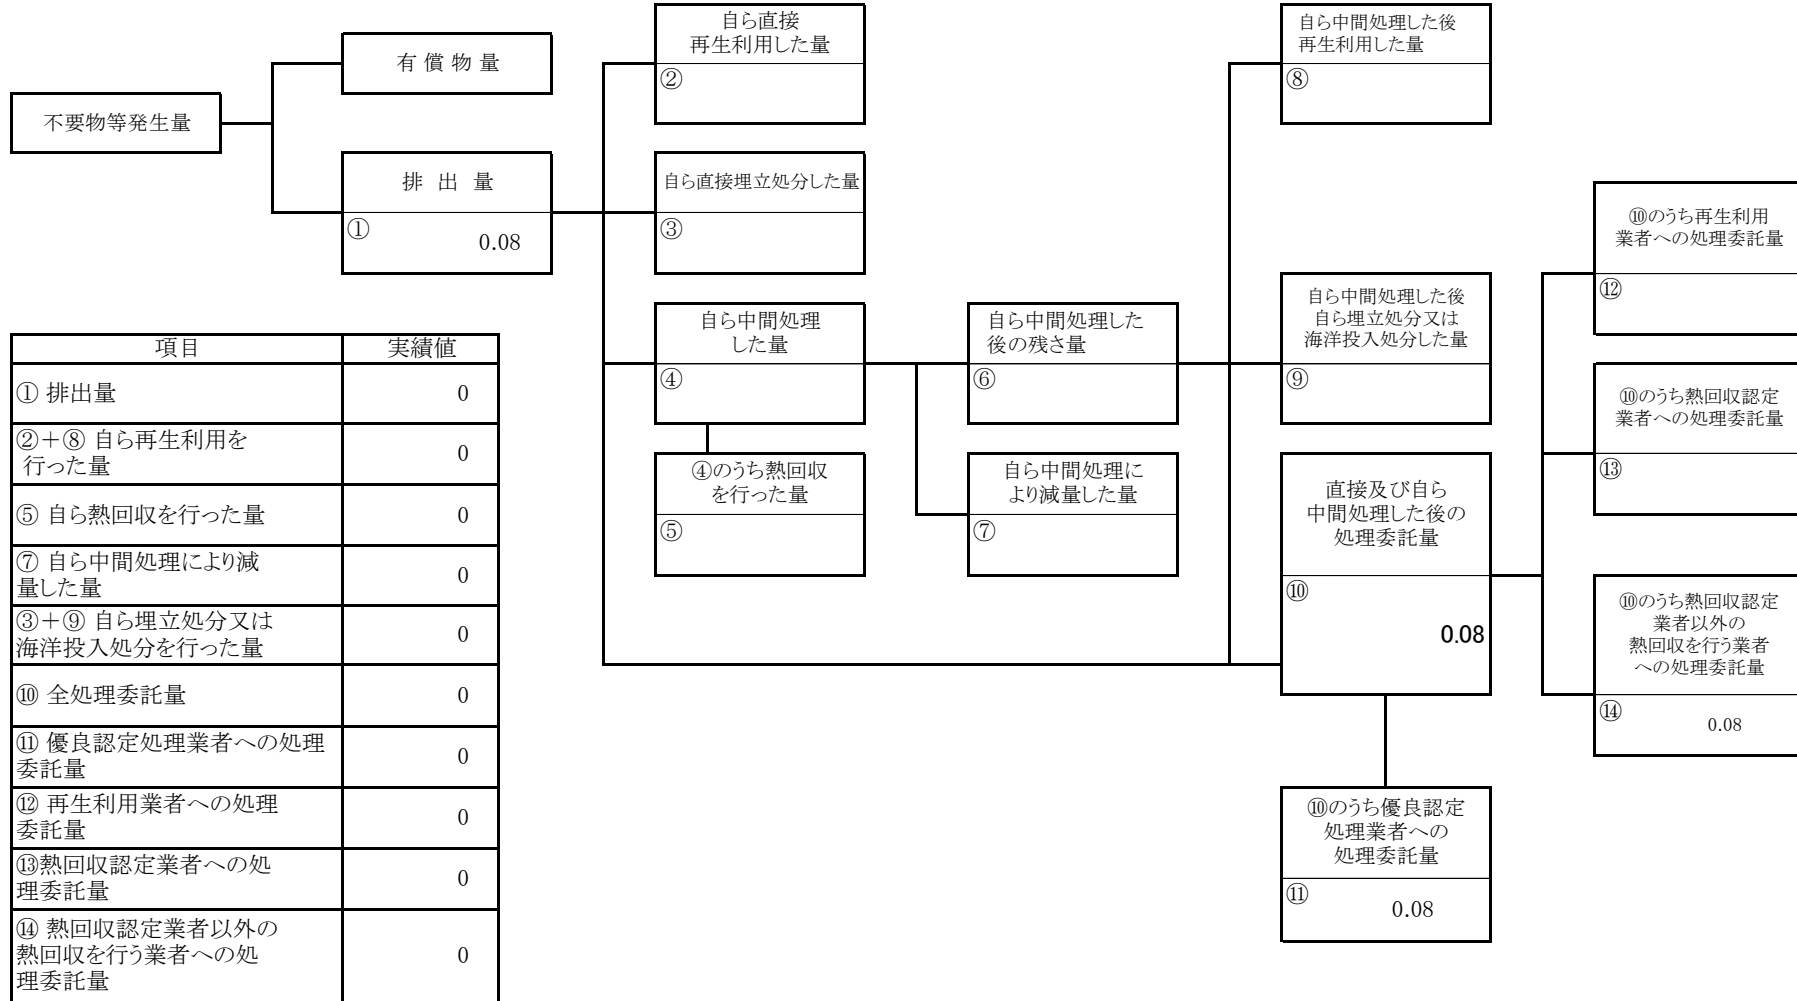 不要物等発生量
有 償 物 量
排 出 量
①
0.08
自ら直接
再生利用した量
②
自ら直接埋立処分した量
③
自ら中間処理
した量
④
④のうち熱回収
を行った量
⑤
自ら中間処理した
後の残さ量
⑥
自ら中間処理に
より減量した量
⑦
自ら中間処理した後
再生利用した量
⑧
自ら中間処理した後
自ら埋立処分又は
海洋投入処分した量
⑨
直接及び自ら
中間処理した後の
処理委託量
⑩
0.08
⑩のうち優良認定
処理業者への
処理委託量
⑪
0.08
⑩のうち再生利用
業者への処理委託量
⑫
⑩のうち熱回収認定
業者への処理委託量
⑬
⑩のうち熱回収認定
業者以外の
熱回収を行う業者
への処理委託量
⑭
0.08
項目 実績値
① 排出量 0
②+⑧ 自ら再生利用を
行った量 0
⑤ 自ら熱回収を行った量 0
⑦ 自ら中間処理により減
量した量 0
③+⑨ 自ら埋立処分又は
海洋投入処分を行った量 0
⑩ 全処理委託量 0
⑪ 優良認定処理業者への処理
委託量 0
⑫ 再生利用業者への処理
委託量 0
⑬熱回収認定業者への処
理委託量 0
⑭ 熱回収認定業者以外の
熱回収を行う業者への処
理委託量 0